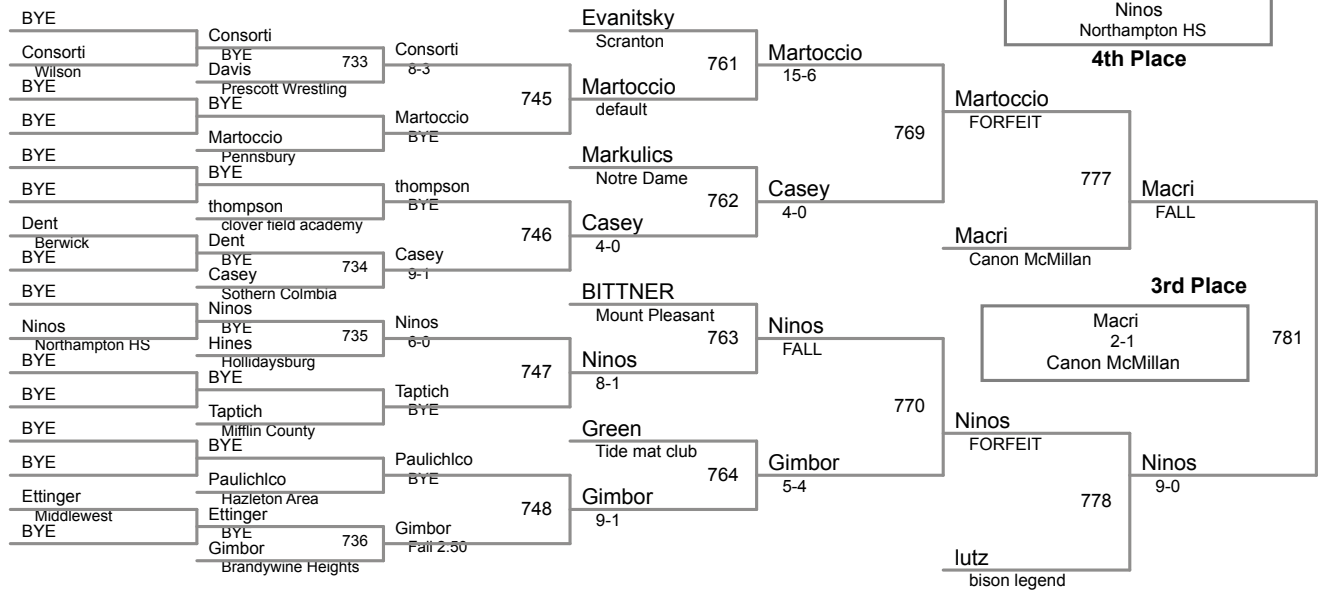 BYE
Consorti
Wilson
BYE
BYE
BYE
BYE
Dent
Berwick
BYE
BYE
Ninos
Northampton HS
BYE
BYE
BYE
BYE
Ettinger
Middlewest
BYE
Consorti
BYE
733
Davis
Prescott Wrestling
BYE
Martoccio
Pennsbury
BYE
thompson
clover field academy
Dent
BYE
734
Casey
Sothern Colmbia
Ninos
BYE
735
Hines
Hollidaysburg
BYE
Taptich
Mifflin County
BYE
Paulichlco
Hazleton Area
Ettinger
BYE
736
Gimbor
Brandywine Heights
Consorti
8-3
745
Martoccio
BYE
thompson
BYE
746
Casey
9-1
Ninos
6-0
747
Taptich
BYE
Paulichlco
BYE
748
Gimbor
Fall 2:50
Evanitsky
Scranton
761
Martoccio
default
Markulics
Notre Dame
762
Casey
4-0
BITTNER
Mount Pleasant
763
Ninos
8-1
Green
Tide mat club
764
Gimbor
9-1
Martoccio
15-6
769
Casey
4-0
Ninos
FALL
770
Gimbor
5-4
Martoccio
FORFEIT
777
Macri
Canon McMillan
Ninos
FORFEIT
778
lutz
bison legend
Ninos
Northampton HS
4th Place
Macri
FALL
3rd Place
Macri
2-1
Canon McMillan
781
Ninos
9-0